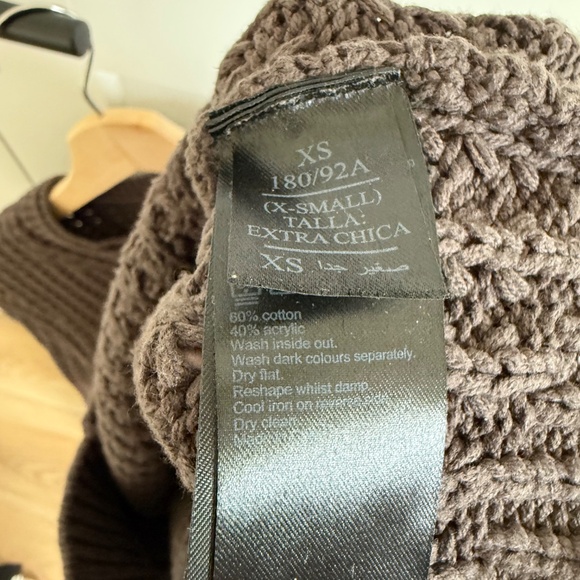 XS
180/92A
(X-SMALL)
TALLA:
EXTRA CHICA
XS صغير جدا
60% cotton
40% acrylic
Wash inside out.
Wash dark colours separately.
Dry flat.
Reshape whilst damp.
Cool iron on reverse side.
Dry clean.